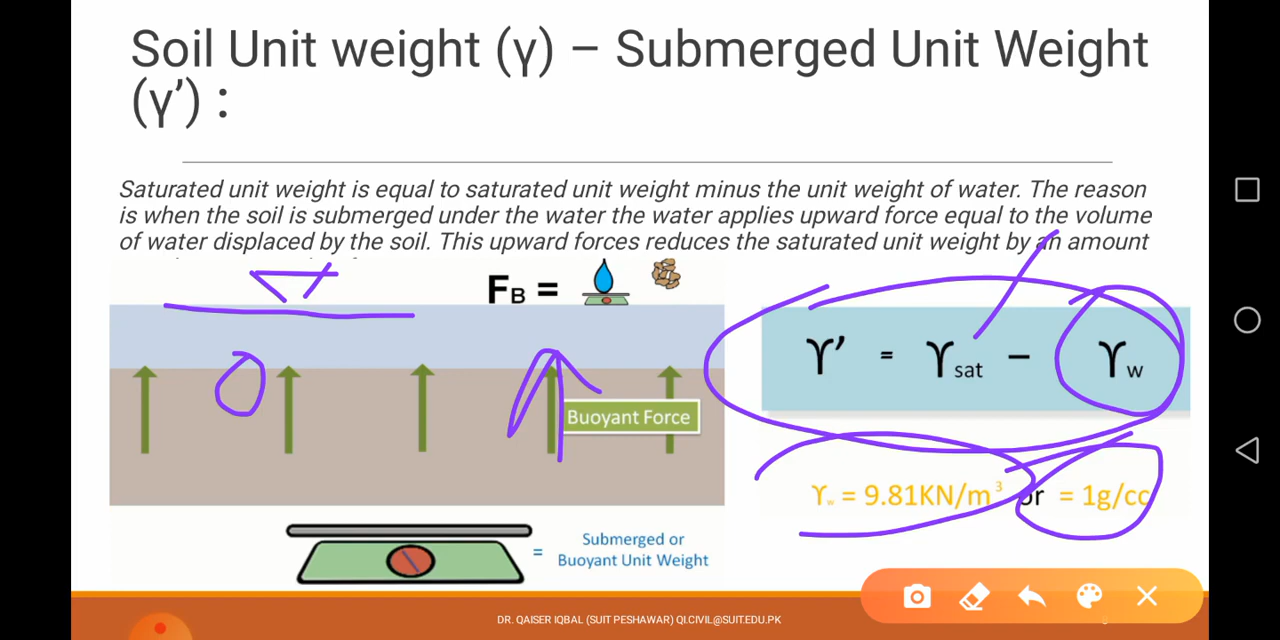 Soil Unit weight (γ) – Submerged Unit Weight
(γ’) :
Saturated unit weight is equal to saturated unit weight minus the unit weight of water. The reason
is when the soil is submerged under the water the water applies upward force equal to the volume
of water displaced by the soil. This upward forces reduces the saturated unit weight by an amount
FB =
ϒ' = ϒsat − ϒw
Buoyant Force
ϒw = 9.81KN/m³ or = 1g/cc
= Submerged or
Buoyant Unit Weight
DR. QAISER IQBAL (SUIT PESHAWAR) QI.CIVIL@SUIT.EDU.PK